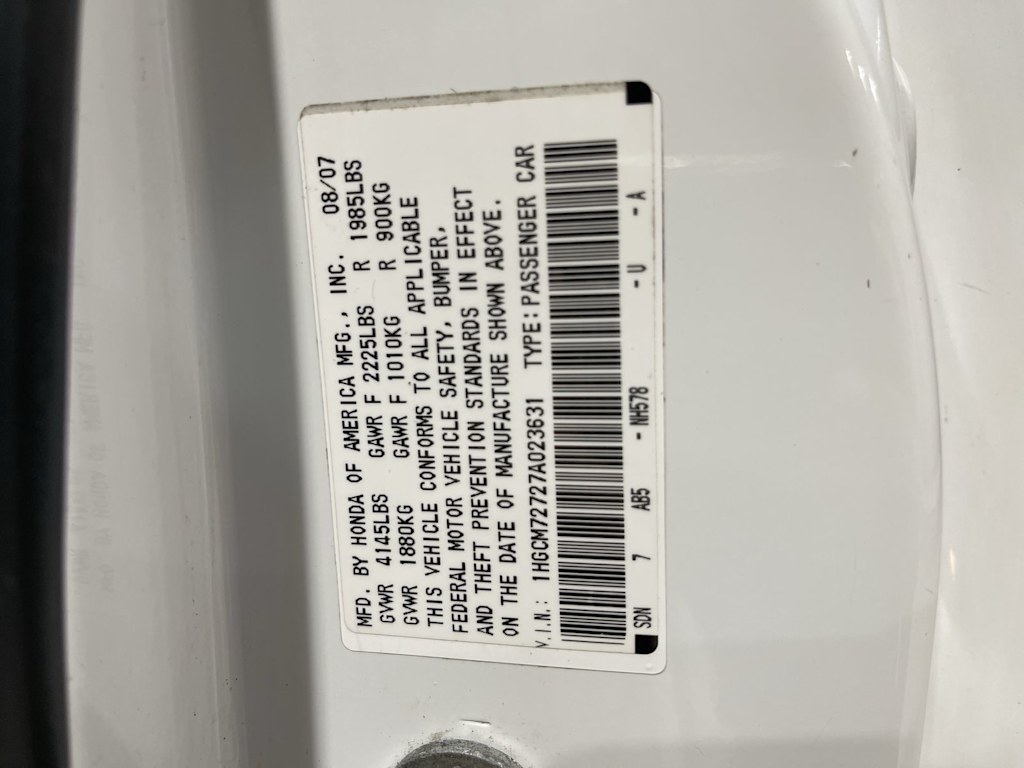 MFD. BY HONDA OF AMERICA MFG., INC. 08/07
GVWR 4145LBS GAWR F 2225LBS R 1985LBS
GVWR 1880KG GAWR F 1010KG R 900KG
THIS VEHICLE CONFORMS TO ALL APPLICABLE
FEDERAL MOTOR VEHICLE SAFETY, BUMPER,
AND THEFT PREVENTION STANDARDS IN EFFECT
ON THE DATE OF MANUFACTURE SHOWN ABOVE.
V.I.N.: 1HGCM72727A023631 TYPE:PASSENGER CAR
SDN 7 AB5 - NH578 - U - A